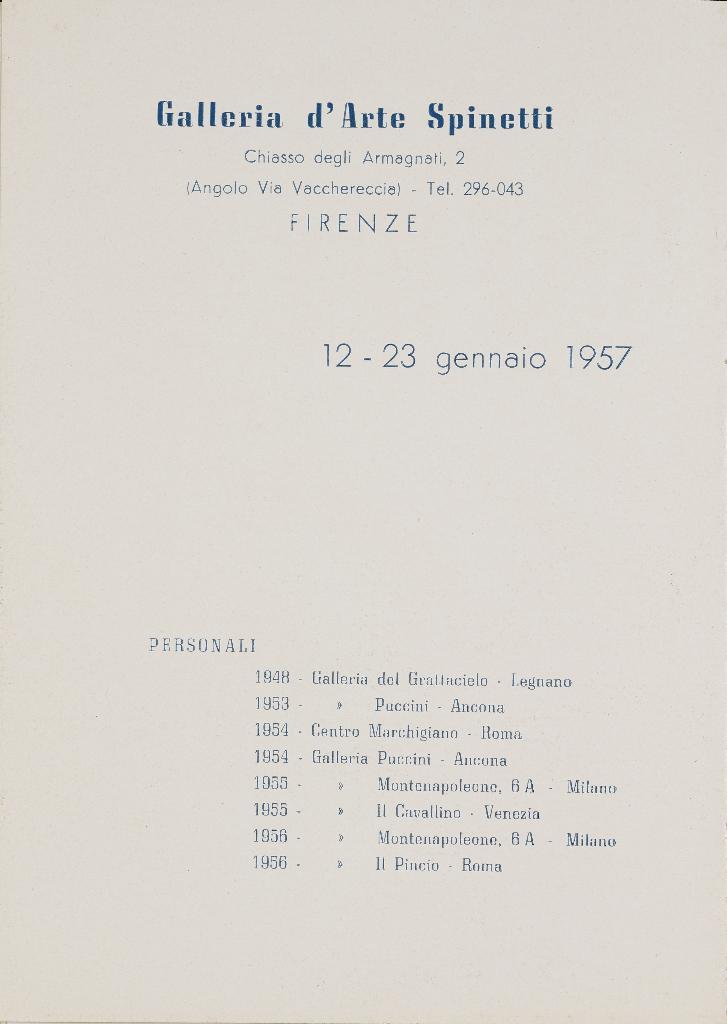 Galleria d'Arte Spinetti
Chiasso degli Armagnati, 2
(Angolo Via Vacchereccia) - Tel. 296-043
FIRENZE
12 - 23 gennaio 1957
PERSONALI
1948 - Galleria del Grattacielo - Legnano
1953 - » Puccini - Ancona
1954 - Centro Marchigiano - Roma
1954 - Galleria Puccini - Ancona
1955 - » Montenapoleone, 6 A - Milano
1955 - » Il Cavallino - Venezia
1956 - » Montenapoleone, 6 A - Milano
1956 - » Il Pincio - Roma